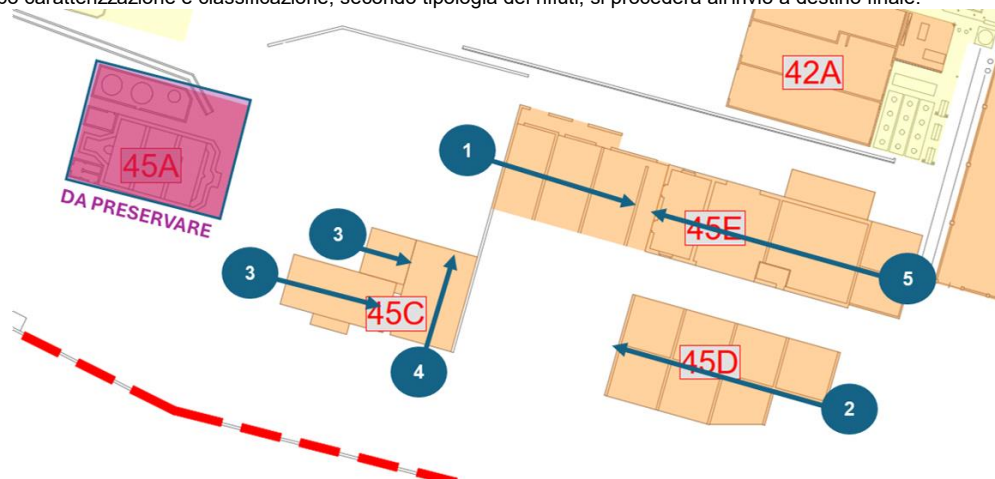 so caratterizzazione e classificazione, secondo tipologia dei rifiuti, si procederà all'invio a destino finale.
42A
1
45A
DA PRESERVARE
3
45E
3
5
45C
4
45D
2